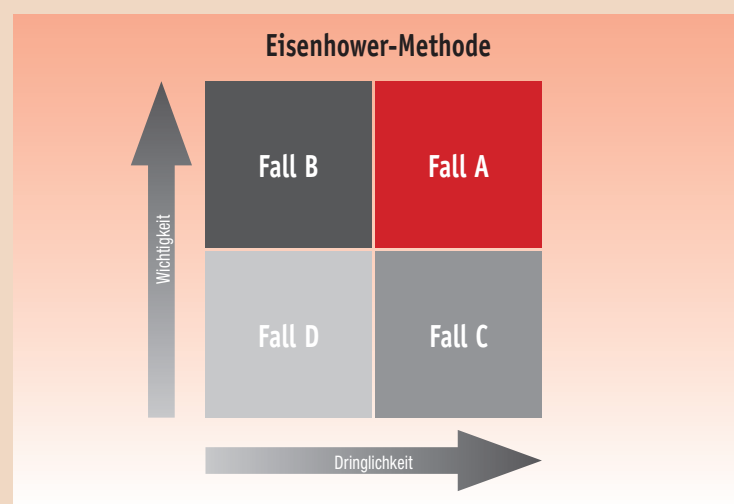 Eisenhower-Methode
Fall B
Fall A
Wichtigkeit
Fall D
Fall C
Dringlichkeit